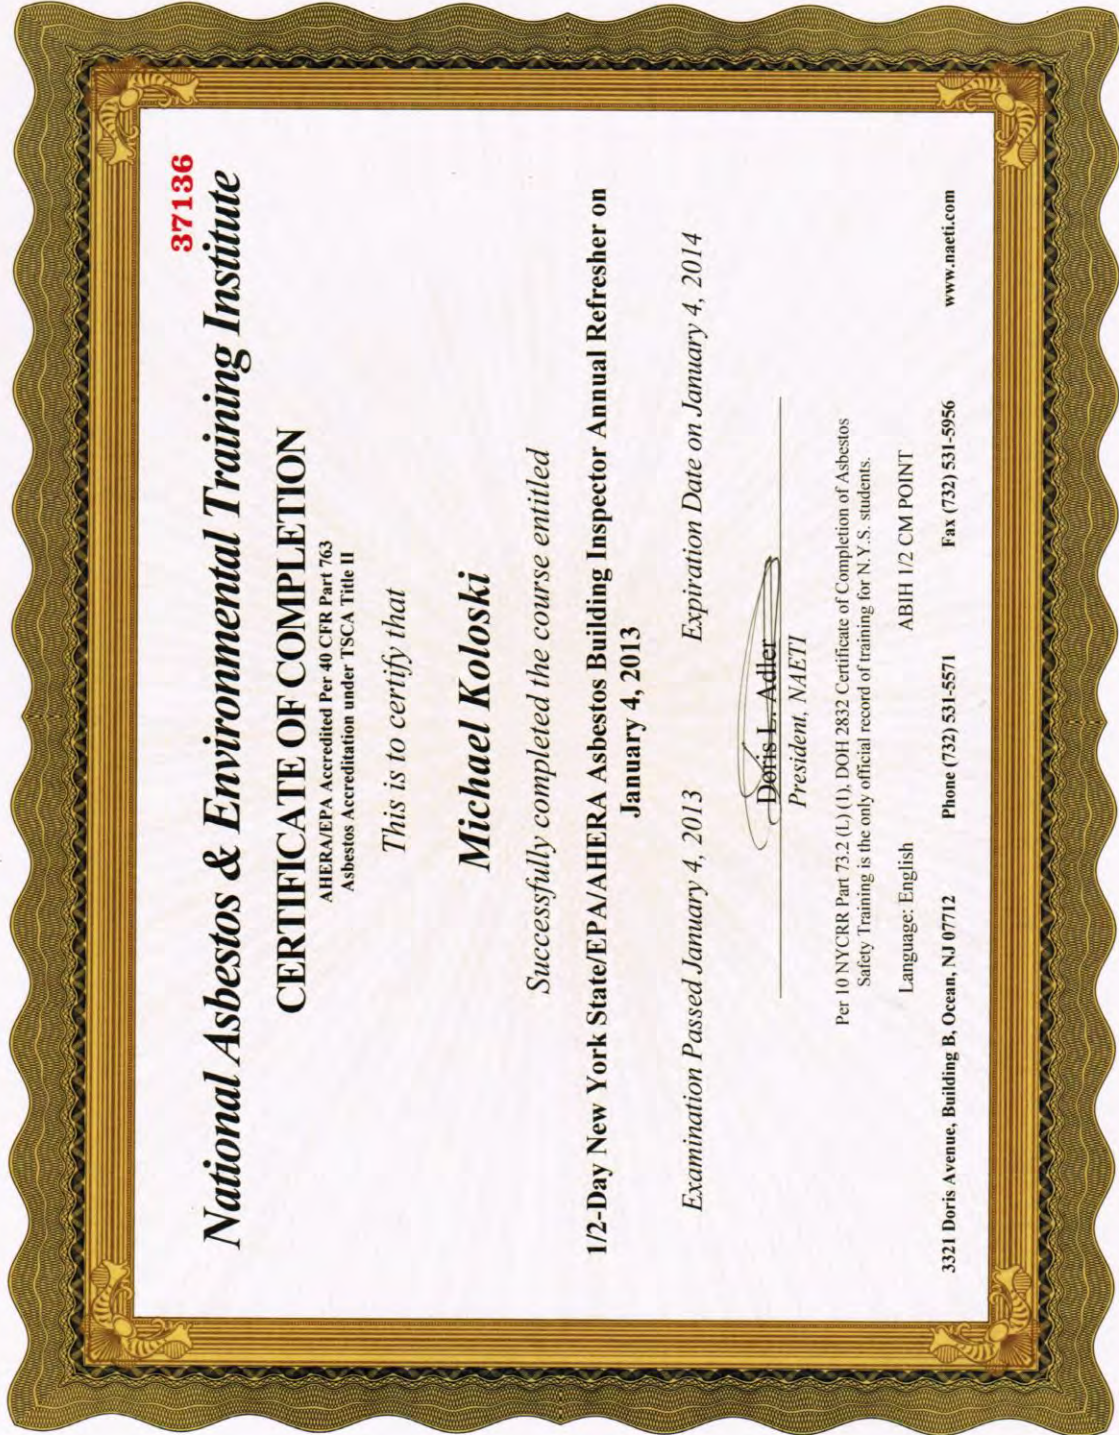 37136
National Asbestos & Environmental Training Institute
CERTIFICATE OF COMPLETION
AHERA/EPA Accredited Per 40 CFR Part 763
Asbestos Accreditation under TSCA Title II
This is to certify that
Michael Koloski
Successfully completed the course entitled
1/2-Day New York State/EPA/AHERA Asbestos Building Inspector Annual Refresher on
January 4, 2013
Examination Passed January 4, 2013 Expiration Date on January 4, 2014
Doris L. Adler
President, NAETI
Per 10 NYCRR Part 73.2 (L) (1), DOH 2832 Certificate of Completion of Asbestos
Safety Training is the only official record of training for N.Y.S. students.
Language: English ABIH 1/2 CM POINT
3321 Doris Avenue, Building B, Ocean, NJ 07712 Phone (732) 531-5571 Fax (732) 531-5956 www.naeti.com